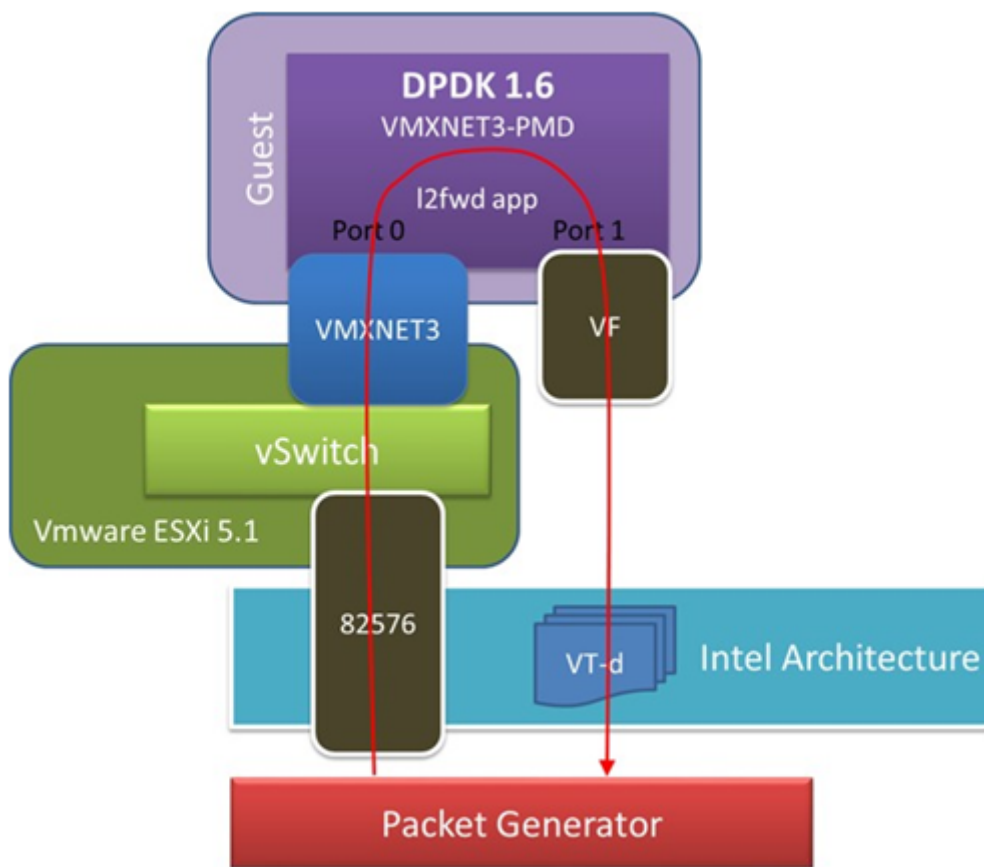 DPDK 1.6
VMXNET3-PMD
Guest
l2fwd app
Port 0
Port 1
VMXNET3
VF
vSwitch
Vmware ESXi 5.1
82576
VT-d
Intel Architecture
Packet Generator